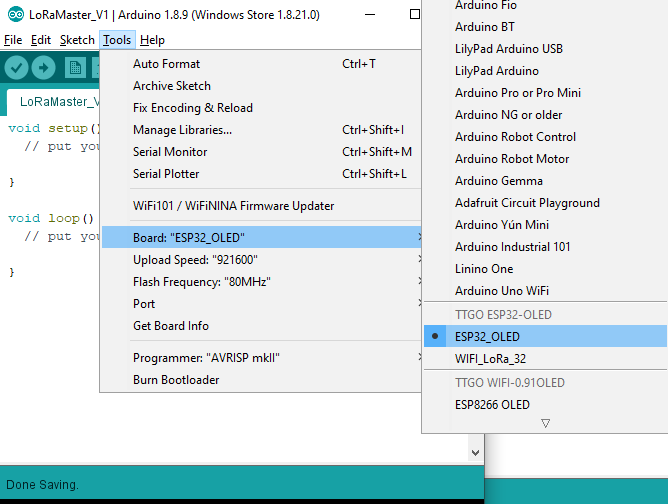 LoRaMaster_V1 | Arduino 1.8.9 (Windows Store 1.8.21.0)
File Edit Sketch Tools Help
LoRaMaster_V
void setup()
// put you
}
void loop()
// put you
}
Auto Format Ctrl+T
Archive Sketch
Fix Encoding & Reload
Manage Libraries... Ctrl+Shift+I
Serial Monitor Ctrl+Shift+M
Serial Plotter Ctrl+Shift+L
WiFi101 / WiFiNINA Firmware Updater
Board: "ESP32_OLED"
Upload Speed: "921600"
Flash Frequency: "80MHz"
Port
Get Board Info
Programmer: "AVRISP mkII"
Burn Bootloader
Arduino Fio
Arduino BT
LilyPad Arduino USB
LilyPad Arduino
Arduino Pro or Pro Mini
Arduino NG or older
Arduino Robot Control
Arduino Robot Motor
Arduino Gemma
Adafruit Circuit Playground
Arduino Yún Mini
Arduino Industrial 101
Linino One
Arduino Uno WiFi
TTGO ESP32-OLED
ESP32_OLED
WIFI_LoRa_32
TTGO WIFI-0.91OLED
ESP8266 OLED
Done Saving.